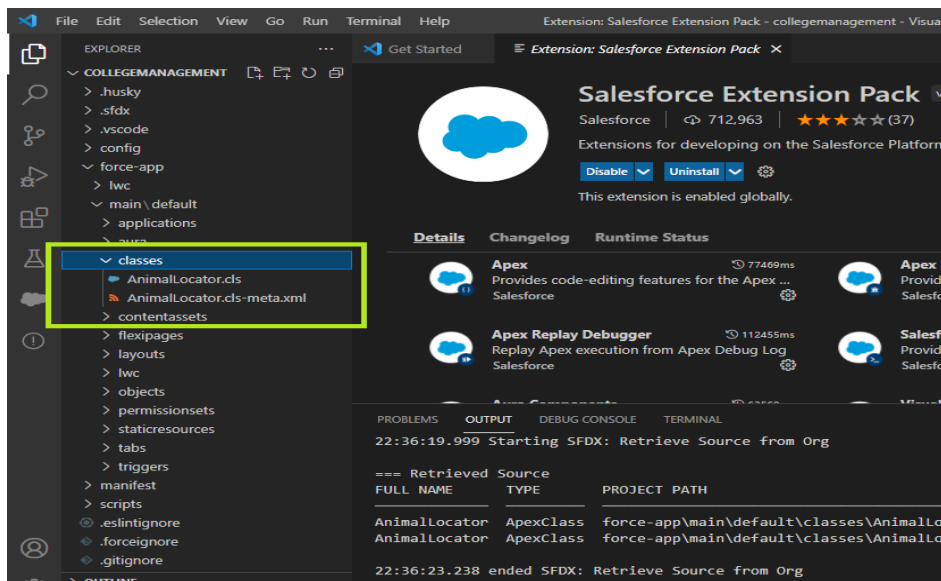 File Edit Selection View Go Run Terminal Help Extension: Salesforce Extension Pack - collegemanagement - Visua
EXPLORER
COLLEGEMANAGEMENT
.husky
.sfdx
.vscode
config
force-app
lwc
main\default
applications
aura
classes
AnimalLocator.cls
AnimalLocator.cls-meta.xml
contentassets
flexipages
layouts
lwc
objects
permissionsets
staticresources
tabs
triggers
manifest
scripts
.eslintignore
.forceignore
.gitignore
OUTLINE
Get Started Extension: Salesforce Extension Pack
Salesforce Extension Pack
Salesforce 712,963 (37)
Extensions for developing on the Salesforce Platform
Disable Uninstall
This extension is enabled globally.
Details Changelog Runtime Status
Apex 77469ms
Provides code-editing features for the Apex ...
Salesforce
Apex
Provid
Salesfo
Apex Replay Debugger 112455ms
Replay Apex execution from Apex Debug Log
Salesforce
Salesf
Provid
Salesfo
Aura Components
PROBLEMS OUTPUT DEBUG CONSOLE TERMINAL
22:36:19.999 Starting SFDX: Retrieve Source from Org
=== Retrieved Source
FULL NAME TYPE PROJECT PATH
AnimalLocator ApexClass force-app\main\default\classes\AnimalLo
AnimalLocator ApexClass force-app\main\default\classes\AnimalLo
22:36:23.238 ended SFDX: Retrieve Source from Org